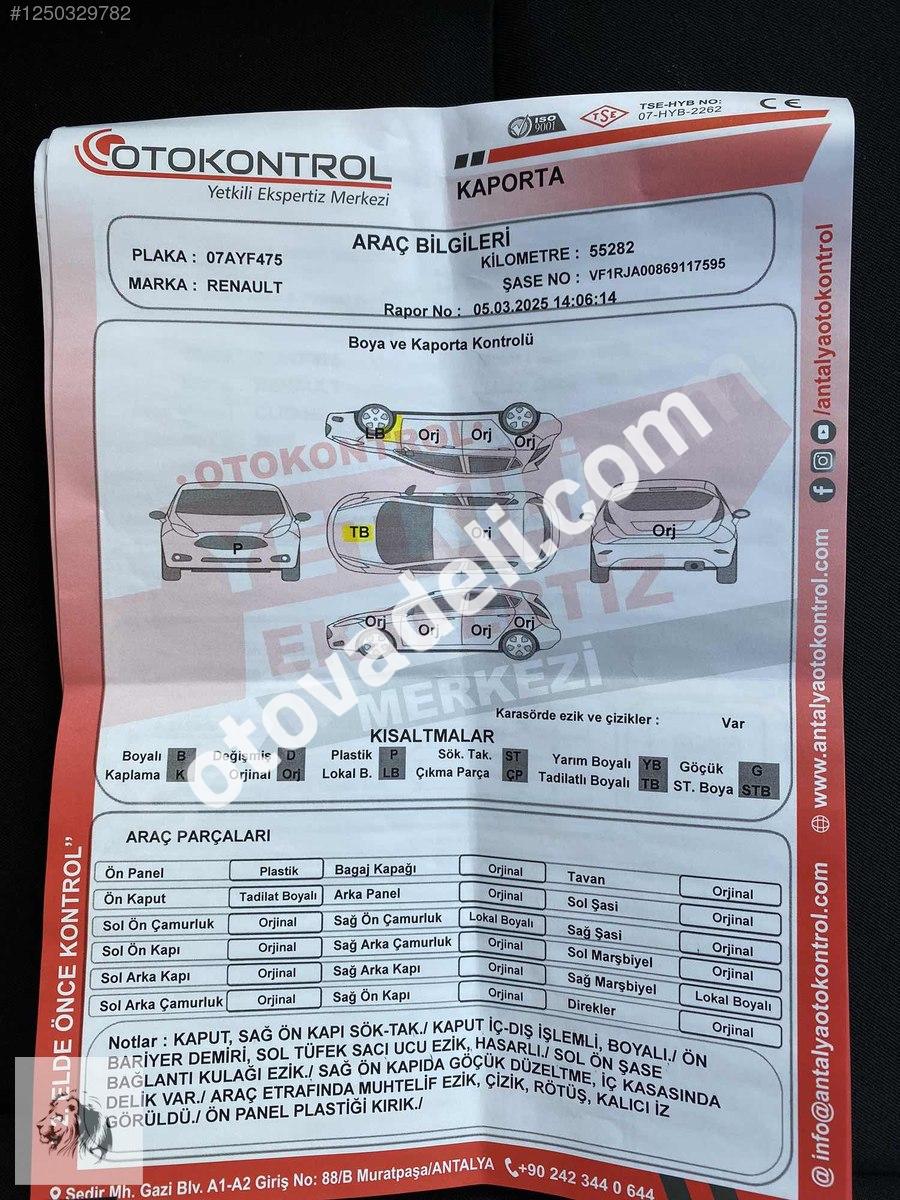 #1250329782
OTOKONTROL
Yetkili Ekspertiz Merkezi
ISO 9001
TSE
TSE-HYB NO:
07-HYB-2262
CE
KAPORTA
ARAÇ BİLGİLERİ
PLAKA : 07AYF475
KİLOMETRE : 55282
MARKA : RENAULT
ŞASE NO : VF1RJA00869117595
Rapor No : 05.03.2025 14:06:14
Boya ve Kaporta Kontrolü
LB Orj Orj Orj
OTOKONTROL
P TB Orj Orj
Orj Orj Orj Orj
MERKEZİ
otovadeli.com
Karasörde ezik ve çizikler : Var
KISALTMALAR
Boyalı B Değişmiş D Plastik P Sök. Tak. ST Yarım Boyalı YB Göçük G
Kaplama K Orjinal Orj Lokal B. LB Çıkma Parça ÇP Tadilatlı Boyalı TB ST. Boya STB
ARAÇ PARÇALARI
Ön Panel Plastik Bagaj Kapağı Orjinal Tavan Orjinal
Ön Kaput Tadilat Boyalı Arka Panel Orjinal Sol Şasi Orjinal
Sol Ön Çamurluk Orjinal Sağ Ön Çamurluk Lokal Boyalı Sağ Şasi Orjinal
Sol Ön Kapı Orjinal Sağ Arka Çamurluk Orjinal Sol Marşbiyel Orjinal
Sol Arka Kapı Orjinal Sağ Arka Kapı Orjinal Sağ Marşbiyel Lokal Boyalı
Sol Arka Çamurluk Orjinal Sağ Ön Kapı Orjinal Direkler Orjinal
Notlar : KAPUT, SAĞ ÖN KAPI SÖK-TAK./ KAPUT İÇ-DIŞ İŞLEMLİ, BOYALI./ ÖN
BARİYER DEMİRİ, SOL TÜFEK SACI UCU EZİK, HASARLI./ SOL ÖN ŞASE
BAĞLANTI KULAĞI EZİK./ SAĞ ÖN KAPIDA GÖÇÜK DÜZELTME, İÇ KASASINDA
DELİK VAR./ ARAÇ ETRAFINDA MUHTELİF EZİK, ÇİZİK, RÖTÜŞ, KALICI İZ
GÖRÜLDÜ./ ÖN PANEL PLASTİĞİ KIRIK./
Sedir Mh. Gazi Blv. A1-A2 Giriş No: 88/B Muratpaşa/ANTALYA +90 242 344 0 644
ELDE ÖNCE KONTROL”
/antalyaotokontrol
www.antalyaotokontrol.com
@ info@antalyaotokontrol.com